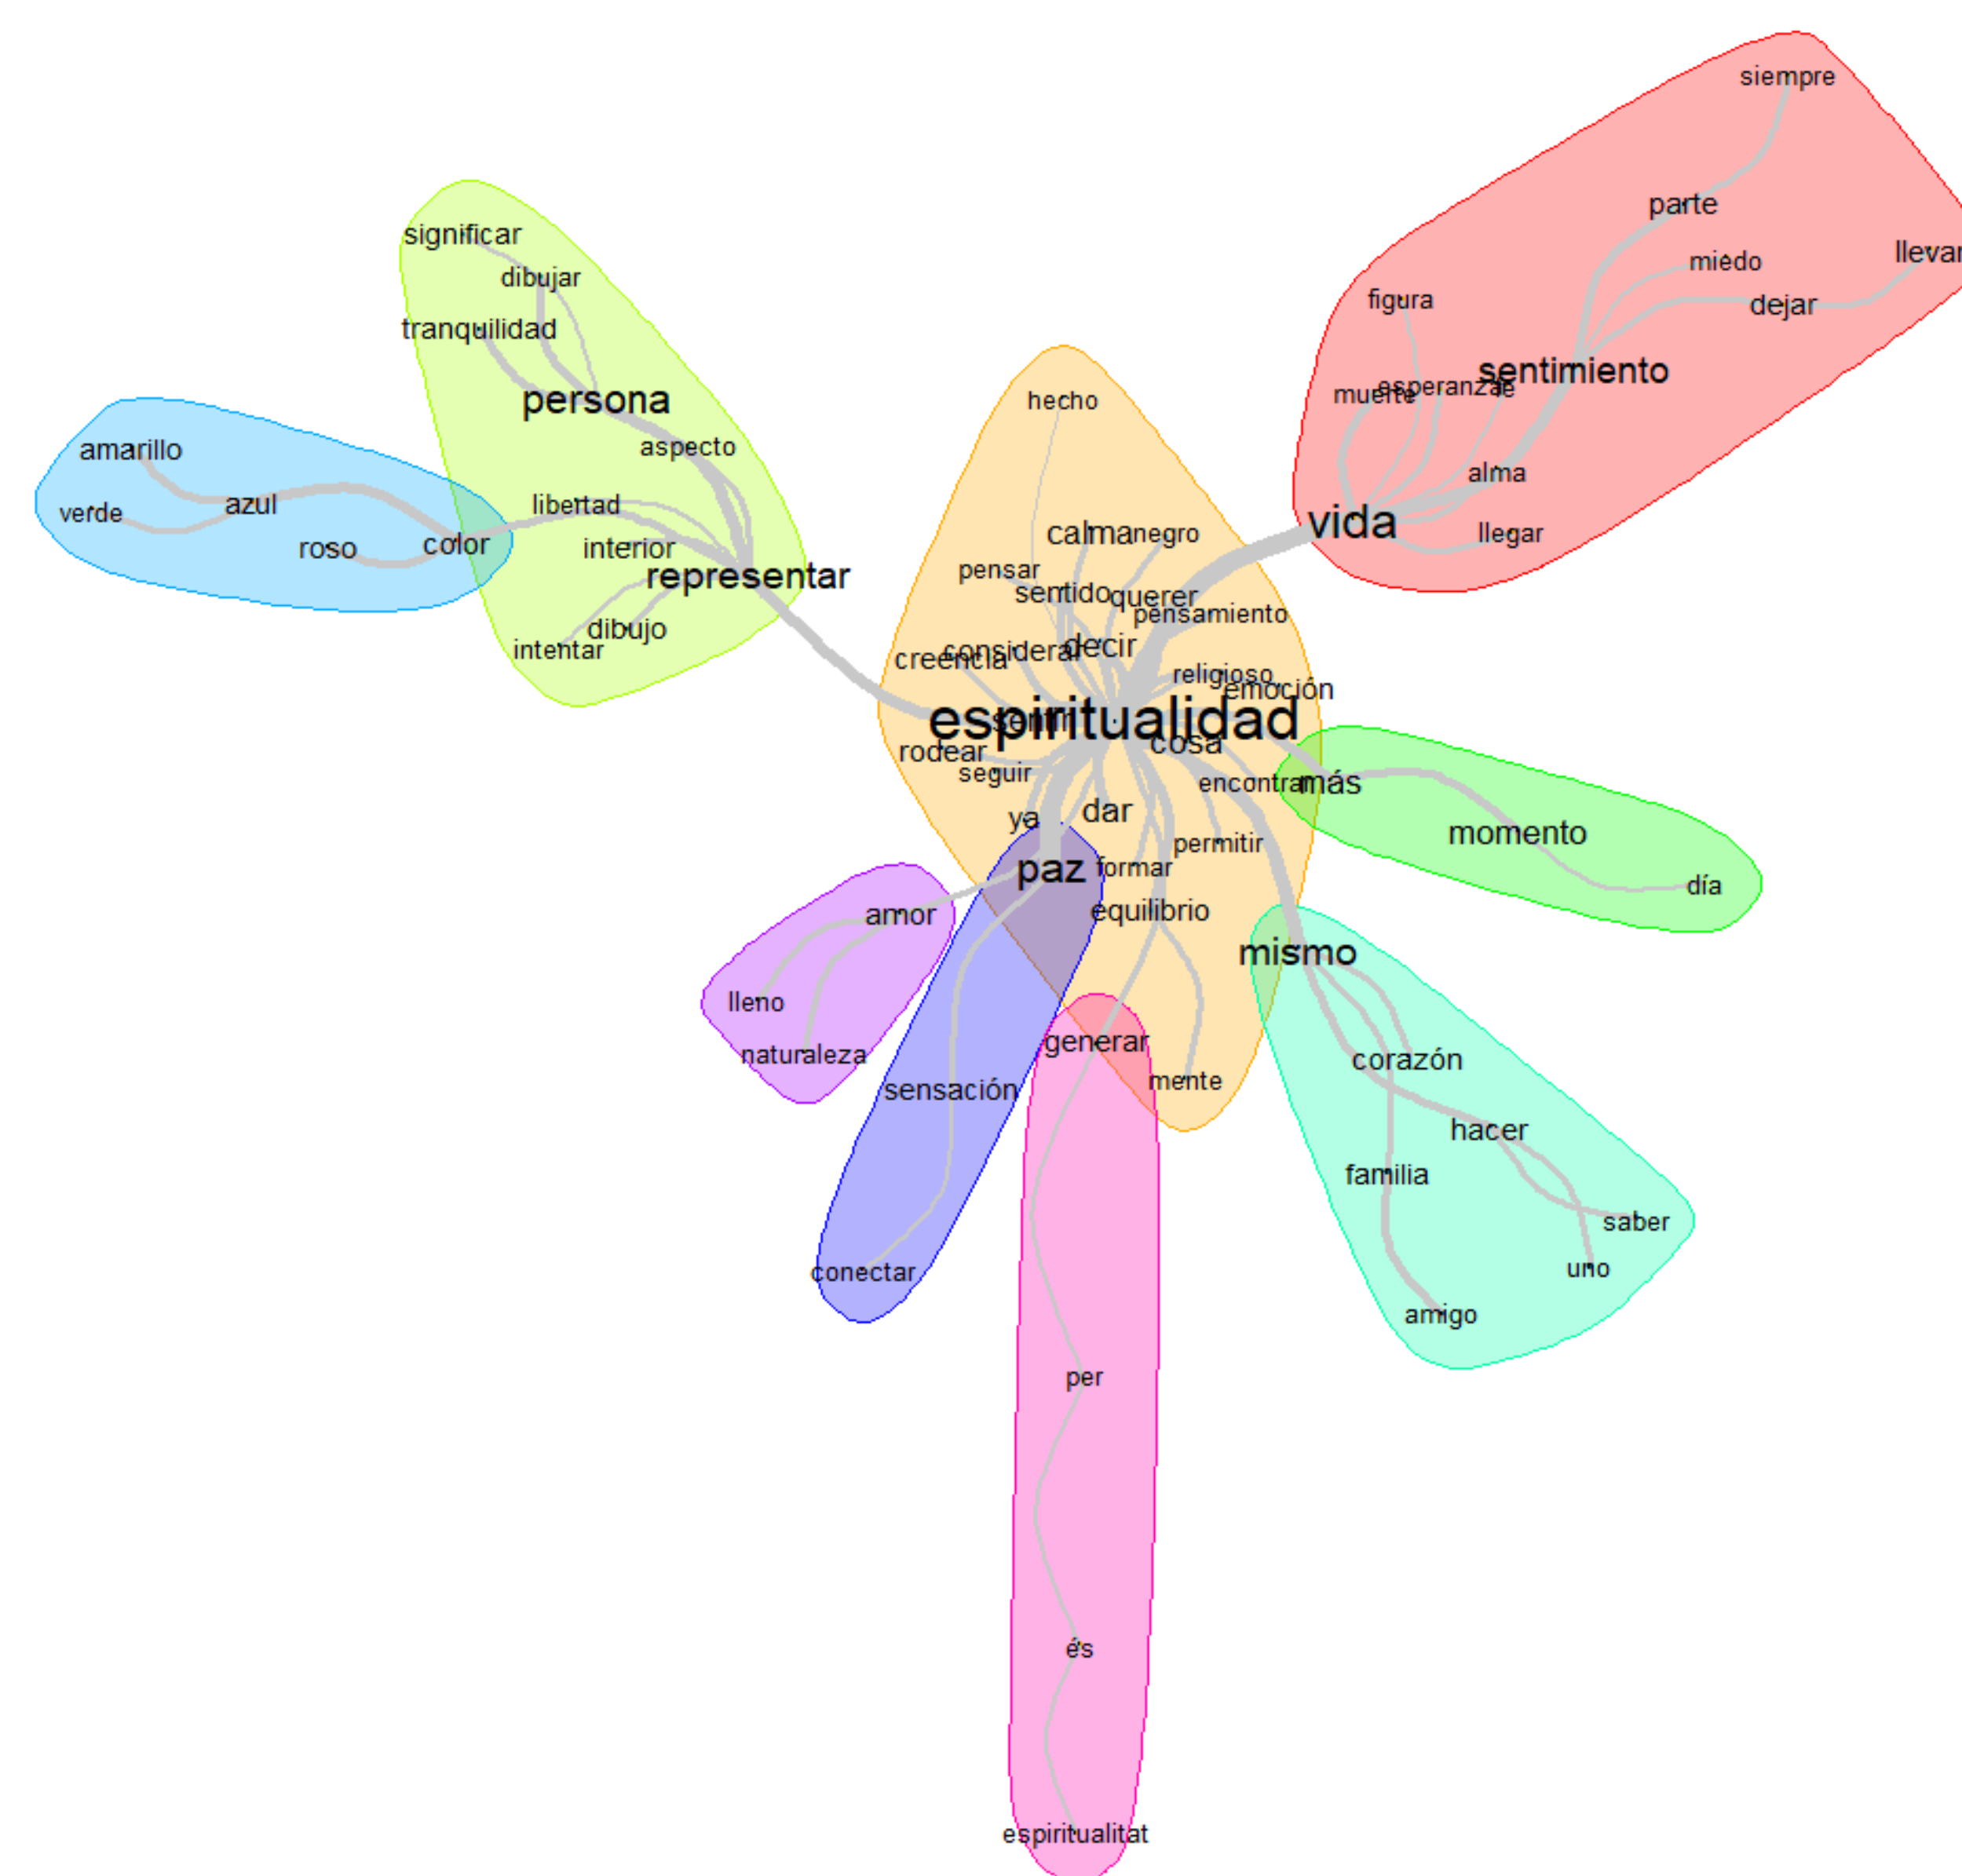 siempre
parte
llevar
miedo
dejar
figura
sentimiento
muerte
esperanza
fe
alma
vida
llegar
significar
dibujar
tranquilidad
persona
aspecto
libertad
interior
representar
dibujo
intentar
amarillo
azul
verde
roso
color
hecho
calma
negro
pensar
sentido
querer
pensamiento
decir
considerar
creencia
religioso
emoción
espiritualidad
sentir
cosa
rodear
seguir
encontrar
más
momento
día
ya
dar
permitir
paz
formar
equilibrio
mismo
amor
lleno
naturaleza
sensación
conectar
generar
mente
corazón
hacer
familia
saber
uno
amigo
per
és
espiritualitat